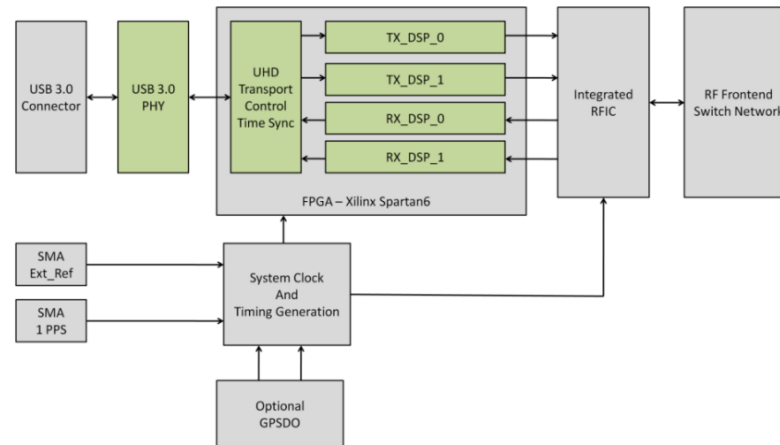 USB 3.0
Connector
USB 3.0
PHY
UHD
Transport
Control
Time Sync
TX_DSP_0
TX_DSP_1
RX_DSP_0
RX_DSP_1
FPGA – Xilinx Spartan6
Integrated
RFIC
RF Frontend
Switch Network
SMA
Ext_Ref
SMA
1 PPS
System Clock
And
Timing Generation
Optional
GPSDO